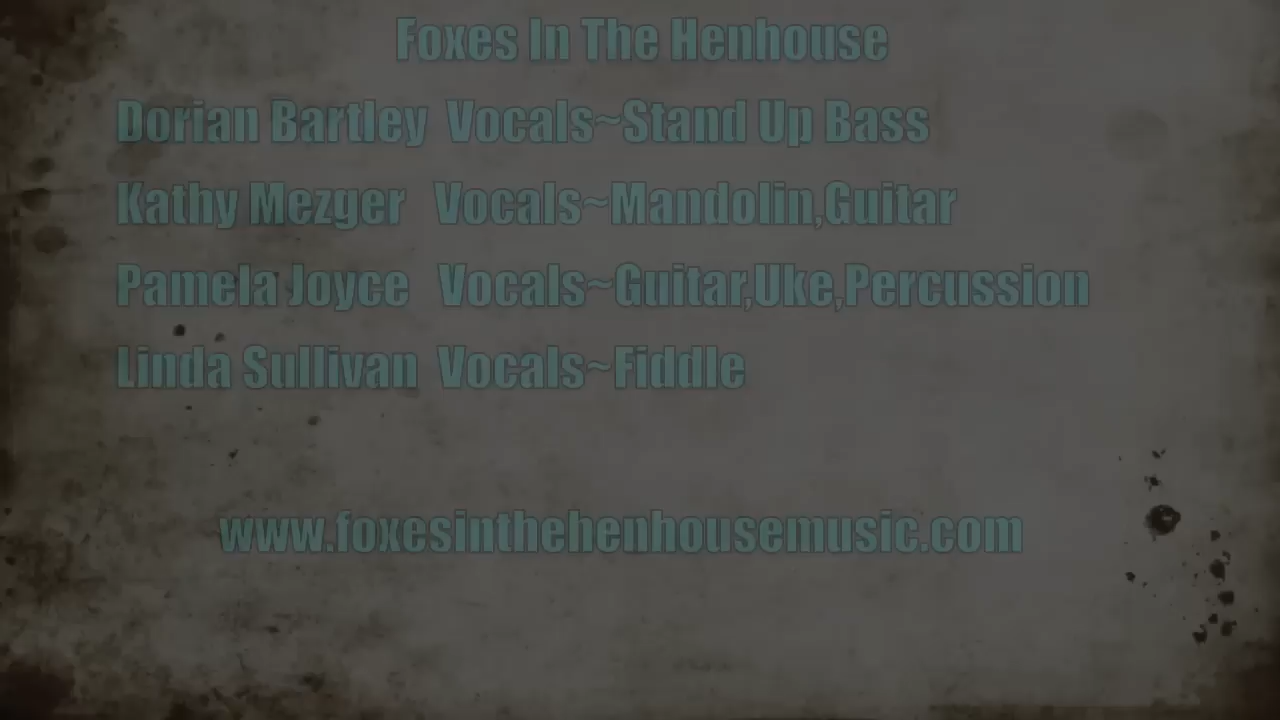 Foxes In The Henhouse
Dorian Bartley Vocals~Stand Up Bass
Kathy Mezger Vocals~Mandolin,Guitar
Pamela Joyce Vocals~Guitar,Uke,Percussion
Linda Sullivan Vocals~Fiddle
www.foxesinthehenhousemusic.com